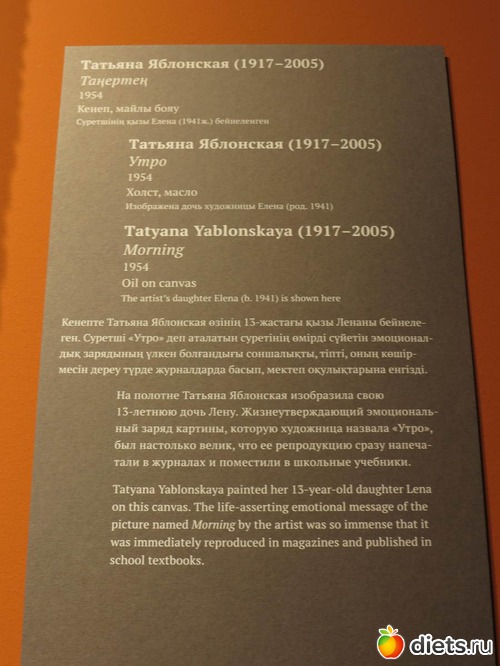 Татьяна Яблонская (1917–2005)
Таңертең
1954
Кенеп, майлы бояу
Суретшінің қызы Елена (1941ж.) бейнеленген
Татьяна Яблонская (1917–2005)
Утро
1954
Холст, масло
Изображена дочь художницы Елена (род. 1941)
Tatyana Yablonskaya (1917–2005)
Morning
1954
Oil on canvas
The artist's daughter Elena (b. 1941) is shown here
Кенепте Татьяна Яблонская өзінің 13-жастағы қызы Ленаны бейнеле-
ген. Суретші «Утро» деп аталатын суретінің өмірді сүйетін эмоционал-
дық зарядының үлкен болғандығы соншалықты, тіпті, оның көшір-
месін дереу түрде журналдарда басып, мектеп оқулықтарына енгізді.
На полотне Татьяна Яблонская изобразила свою
13-летнюю дочь Лену. Жизнеутверждающий эмоциональ-
ный заряд картины, которую художница назвала «Утро»,
был настолько велик, что ее репродукцию сразу напеча-
тали в журналах и поместили в школьные учебники.
Tatyana Yablonskaya painted her 13-year-old daughter Lena
on this canvas. The life-asserting emotional message of the
picture named Morning by the artist was so immense that it
was immediately reproduced in magazines and published in
school textbooks.
diets.ru